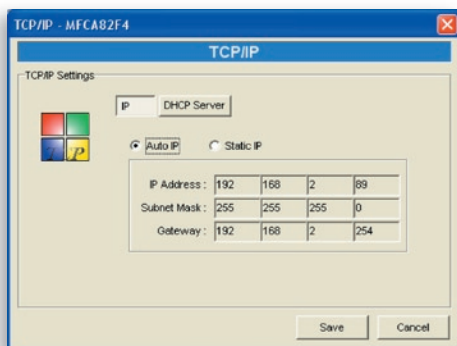 TCP/IP - MFCA82F4
TCP/IP
TCP/IP Settings
IP DHCP Server
Auto IP Static IP
IP Address : 192 168 2 89
Subnet Mask : 255 255 255 0
Gateway : 192 168 2 254
Save Cancel